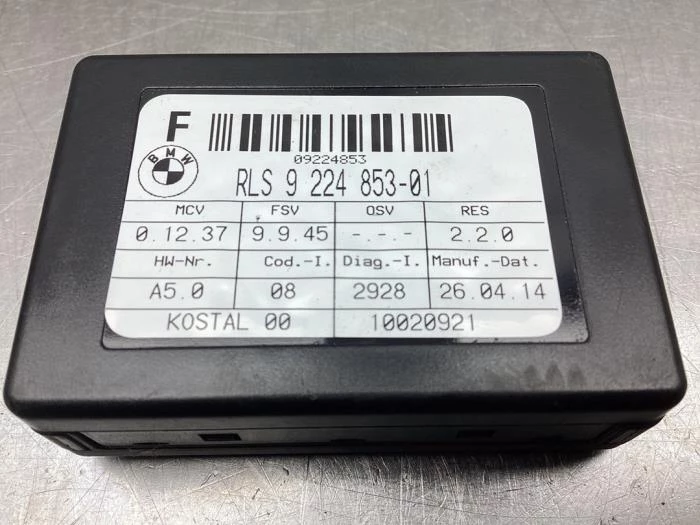 F
09224853
BMW
RLS 9 224 853-01
MCV FSV QSV RES
0.12.37 9.9.45 -.-.- 2.2.0
HW-Nr. Cod.-I. Diag.-I. Manuf.-Dat.
A5.0 08 2928 26.04.14
KOSTAL 00 10020921